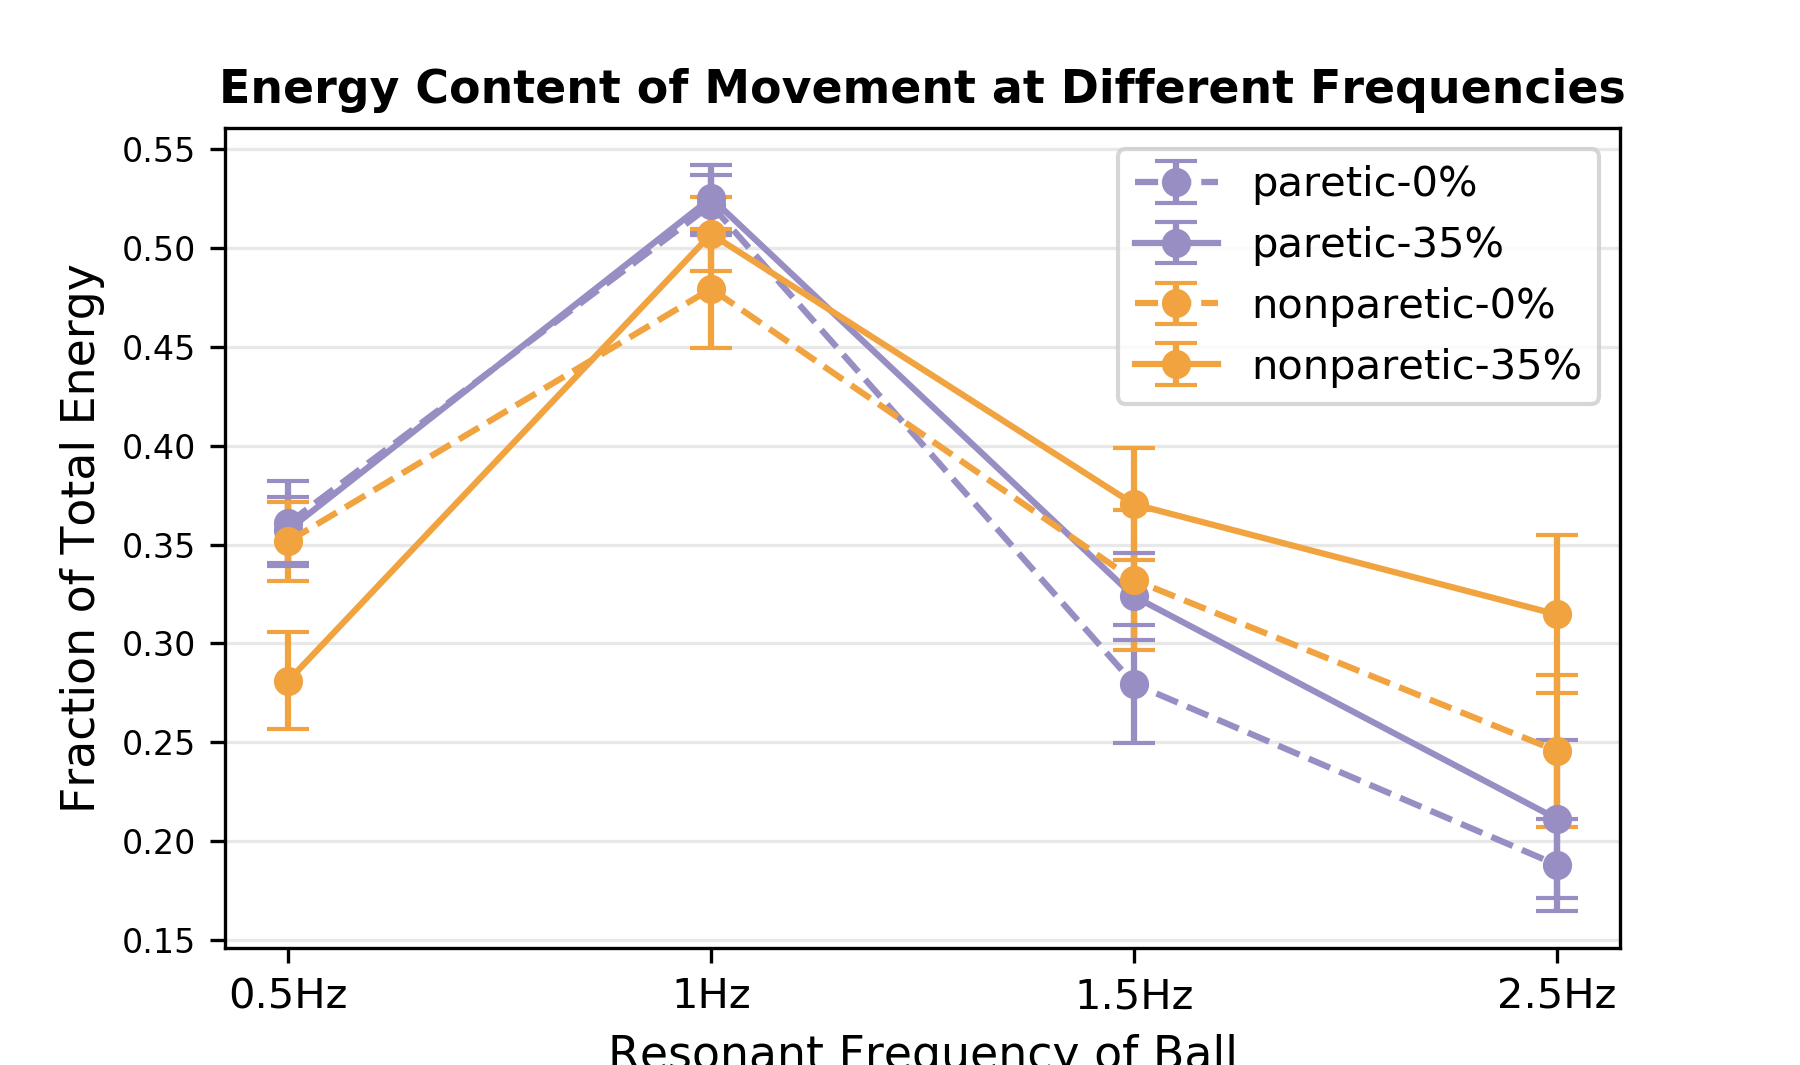 Energy Content of Movement at Different Frequencies
0.55
0.50
0.45
0.40
0.35
0.30
0.25
0.20
0.15
Fraction of Total Energy
paretic-0%
paretic-35%
nonparetic-0%
nonparetic-35%
0.5Hz 1Hz 1.5Hz 2.5Hz
Resonant Frequency of Ball